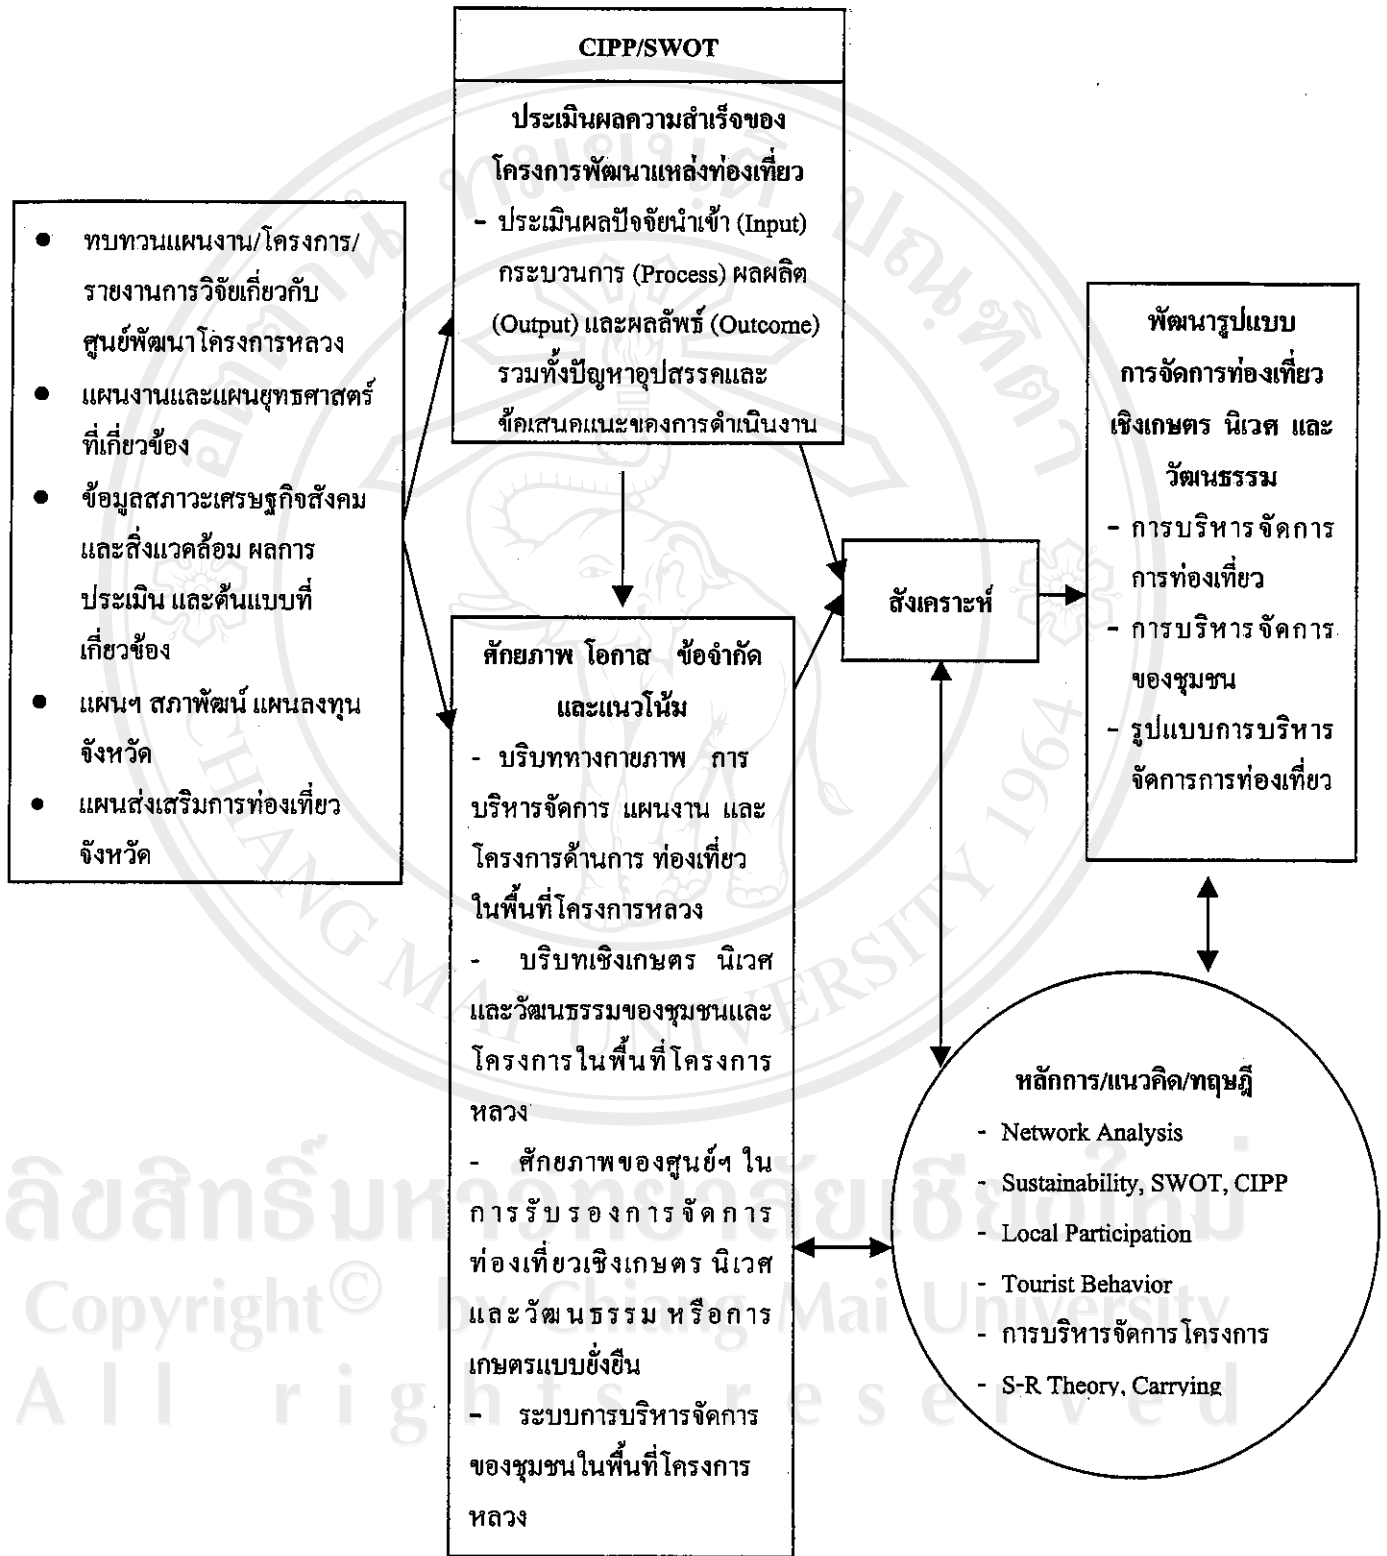 CIPP/SWOT
ประเมินผลความสำเร็จของ
โครงการพัฒนาแหล่งท่องเที่ยว
- ประเมินผลปัจจัยนำเข้า (Input)
กระบวนการ (Process) ผลผลิต
(Output) และผลลัพธ์ (Outcome)
รวมทั้งปัญหาอุปสรรคและ
ข้อเสนอแนะของการดำเนินงาน
● ทบทวนแผนงาน/โครงการ/
รายงานการวิจัยเกี่ยวกับ
ศูนย์พัฒนาโครงการหลวง
● แผนงานและแผนยุทธศาสตร์
ที่เกี่ยวข้อง
● ข้อมูลสภาวะเศรษฐกิจสังคม
และสิ่งแวดล้อม ผลการ
ประเมิน และต้นแบบที่
เกี่ยวข้อง
● แผนฯ สภาพัฒน์ แผนลงทุน
จังหวัด
● แผนส่งเสริมการท่องเที่ยว
จังหวัด
ศักยภาพ โอกาส ข้อจำกัด
และแนวโน้ม
- บริบททางกายภาพ การ
บริหารจัดการ แผนงาน และ
โครงการด้านการ ท่องเที่ยว
ในพื้นที่โครงการหลวง
- บริบทเชิงเกษตร นิเวศ
และวัฒนธรรมของชุมชนและ
โครงการในพื้นที่โครงการ
หลวง
- ศักยภาพของศูนย์ฯ ใน
การรับรองการจัดการ
ท่องเที่ยวเชิงเกษตร นิเวศ
และวัฒนธรรม หรือการ
เกษตรแบบยั่งยืน
- ระบบการบริหารจัดการ
ของชุมชนในพื้นที่โครงการ
หลวง
สังเคราะห์
พัฒนารูปแบบ
การจัดการท่องเที่ยว
เชิงเกษตร นิเวศ และ
วัฒนธรรม
- การบริหารจัดการ
การท่องเที่ยว
- การบริหารจัดการ
ของชุมชน
- รูปแบบการบริหาร
จัดการการท่องเที่ยว
หลักการ/แนวคิด/ทฤษฎี
- Network Analysis
- Sustainability, SWOT, CIPP
- Local Participation
- Tourist Behavior
- การบริหารจัดการโครงการ
- S-R Theory, Carrying
CHIANG MAI UNIVERSITY 1964
ลิขสิทธิ์มหาวิทยาลัยเชียงใหม่
Copyright© by Chiang Mai University
All rights reserved